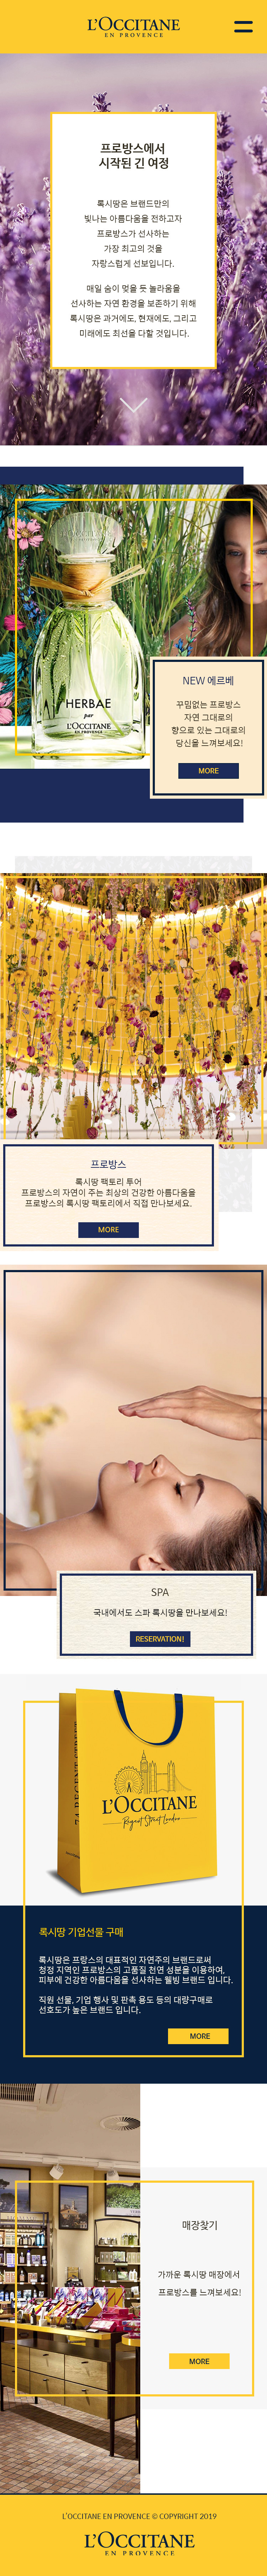 L'OCCITANE
EN PROVENCE
프로방스에서
시작된 긴 여정
록시땅은 브랜드만의
빛나는 아름다움을 전하고자
프로방스가 선사하는
가장 최고의 것을
자랑스럽게 선보입니다.
매일 숨이 멎을 듯 놀라움을
선사하는 자연 환경을 보존하기 위해
록시땅은 과거에도, 현재에도, 그리고
미래에도 최선을 다할 것입니다.
HERBAE
par
L'OCCITANE
EN PROVENCE
NEW 에르베
꾸밈없는 프로방스
자연 그대로의
향으로 있는 그대로의
당신을 느껴보세요!
MORE
프로방스
록시땅 팩토리 투어
프로방스의 자연이 주는 최상의 건강한 아름다움을
프로방스의 록시땅 팩토리에서 직접 만나보세요.
MORE
SPA
국내에서도 스파 록시땅을 만나보세요!
RESERVATION!
L'OCCITANE
Regent Street London
록시땅 기업선물 구매
록시땅은 프랑스의 대표적인 자연주의 브랜드로써
청정 지역인 프로방스의 고품질 천연 성분을 이용하여,
피부에 건강한 아름다움을 선사하는 웰빙 브랜드 입니다.
직원 선물, 기업 행사 및 판촉 용도 등의 대량구매로
선호도가 높은 브랜드 입니다.
MORE
매장찾기
가까운 록시땅 매장에서
프로방스를 느껴보세요!
MORE
L'OCCITANE EN PROVENCE © COPYRIGHT 2019
L'OCCITANE
EN PROVENCE